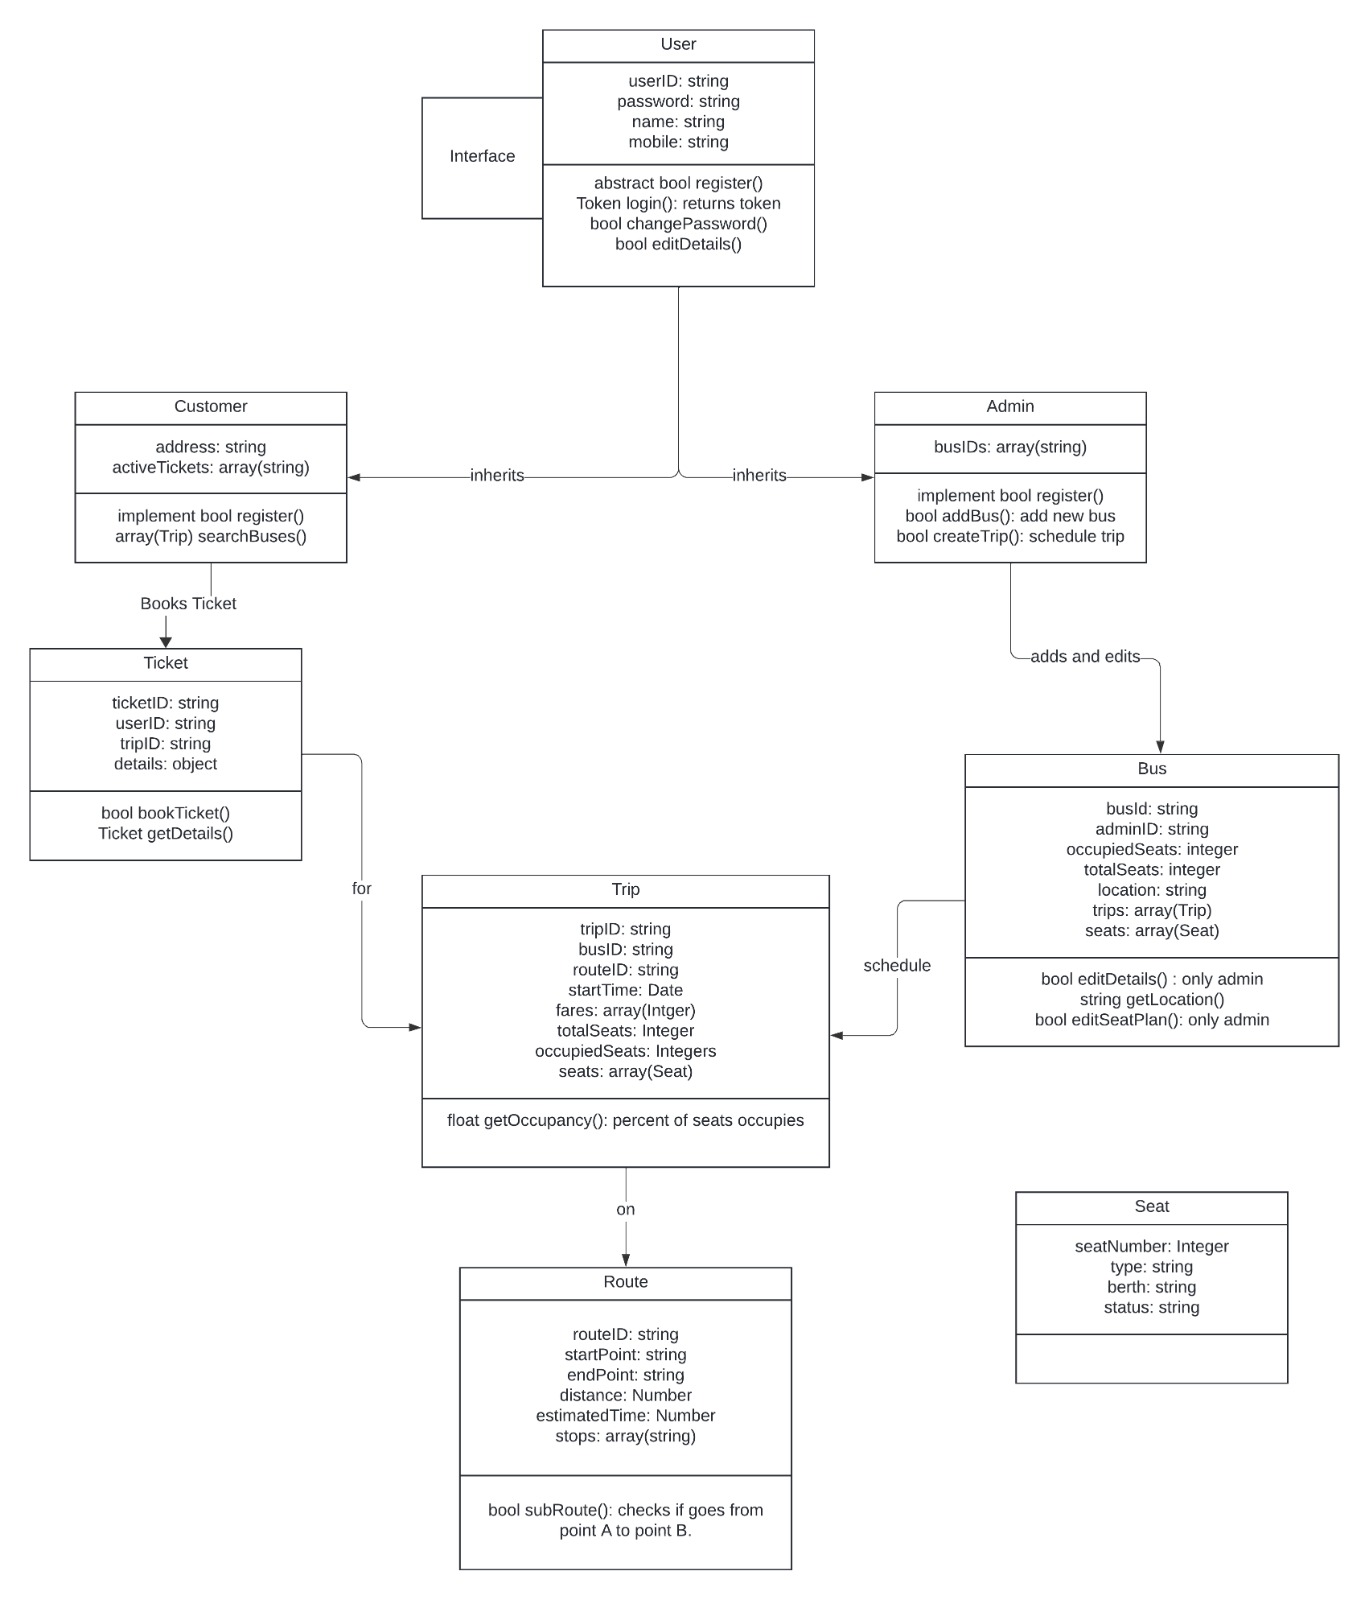 User
userID: string
password: string
name: string
mobile: string
Interface
abstract bool register()
Token login(): returns token
bool changePassword()
bool editDetails()
Customer
address: string
activeTickets: array(string)
implement bool register()
array(Trip) searchBuses()
inherits
inherits
Admin
busIDs: array(string)
implement bool register()
bool addBus(): add new bus
bool createTrip(): schedule trip
Books Ticket
adds and edits
Ticket
ticketID: string
userID: string
tripID: string
details: object
bool bookTicket()
Ticket getDetails()
for
Bus
busId: string
adminID: string
occupiedSeats: integer
totalSeats: integer
location: string
trips: array(Trip)
seats: array(Seat)
bool editDetails() : only admin
string getLocation()
bool editSeatPlan(): only admin
schedule
Trip
tripID: string
busID: string
routeID: string
startTime: Date
fares: array(Intger)
totalSeats: Integer
occupiedSeats: Integers
seats: array(Seat)
float getOccupancy(): percent of seats occupies
on
Seat
seatNumber: Integer
type: string
berth: string
status: string
Route
routeID: string
startPoint: string
endPoint: string
distance: Number
estimatedTime: Number
stops: array(string)
bool subRoute(): checks if goes from
point A to point B.